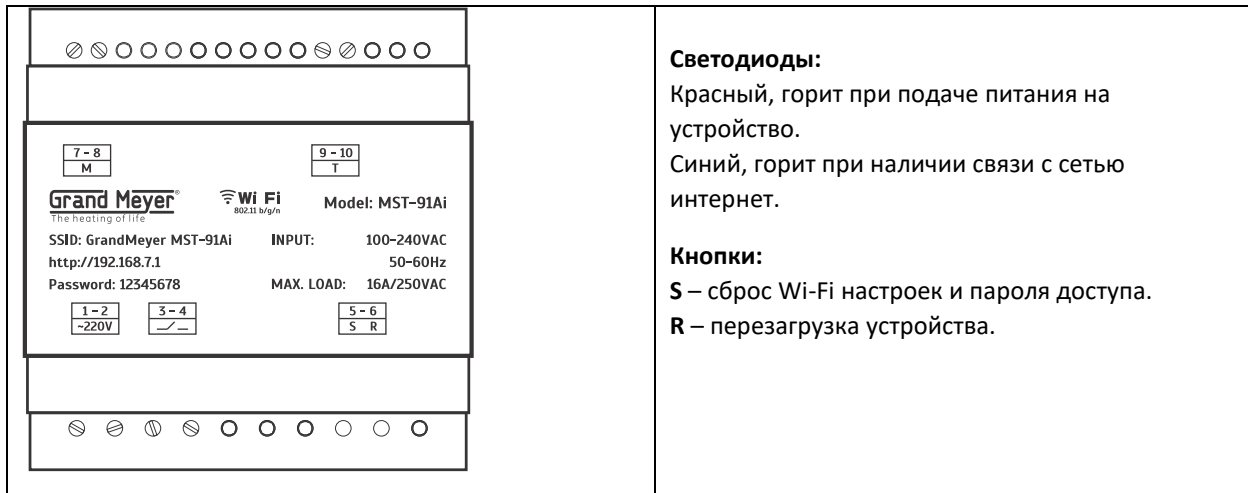 7 - 8
M
9 - 10
T
Grand Meyer®
The heating of life
Wi Fi
802.11 b/g/n
Model: MST-91Ai
SSID: GrandMeyer MST-91Ai
http://192.168.7.1
Password: 12345678
INPUT: 100-240VAC
50-60Hz
MAX. LOAD: 16A/250VAC
1 - 2
~220V
3 - 4
5 - 6
S R
Светодиоды:
Красный, горит при подаче питания на
устройство.
Синий, горит при наличии связи с сетью
интернет.
Кнопки:
S – сброс Wi-Fi настроек и пароля доступа.
R – перезагрузка устройства.